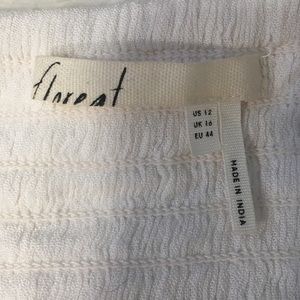 floreat
US 12
UK 16
EU 44
MADE IN INDIA